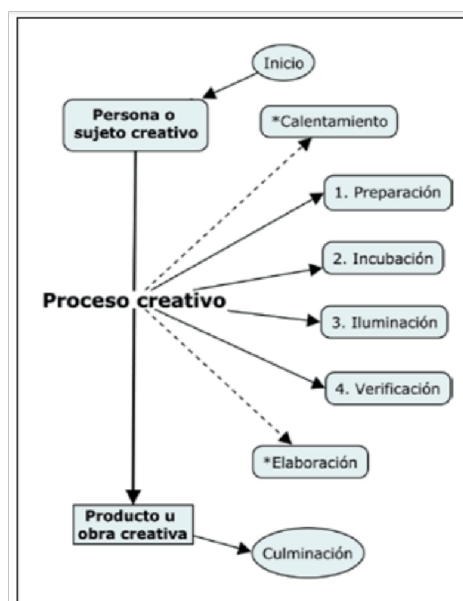 Inicio
Persona o
sujeto creativo
*Calentamiento
1. Preparación
2. Incubación
Proceso creativo
3. Iluminación
4. Verificación
*Elaboración
Producto u
obra creativa
Culminación